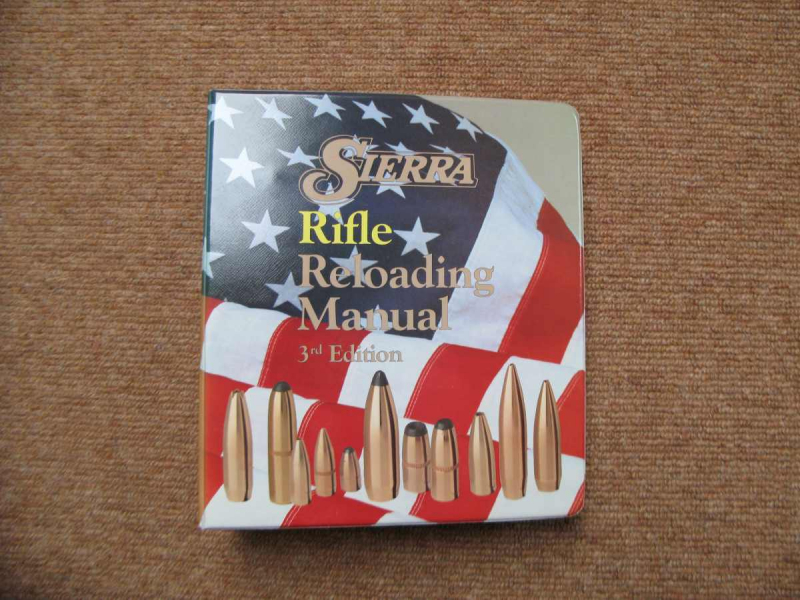 SIERRA
Rifle
Reloading
Manual
3rd Edition